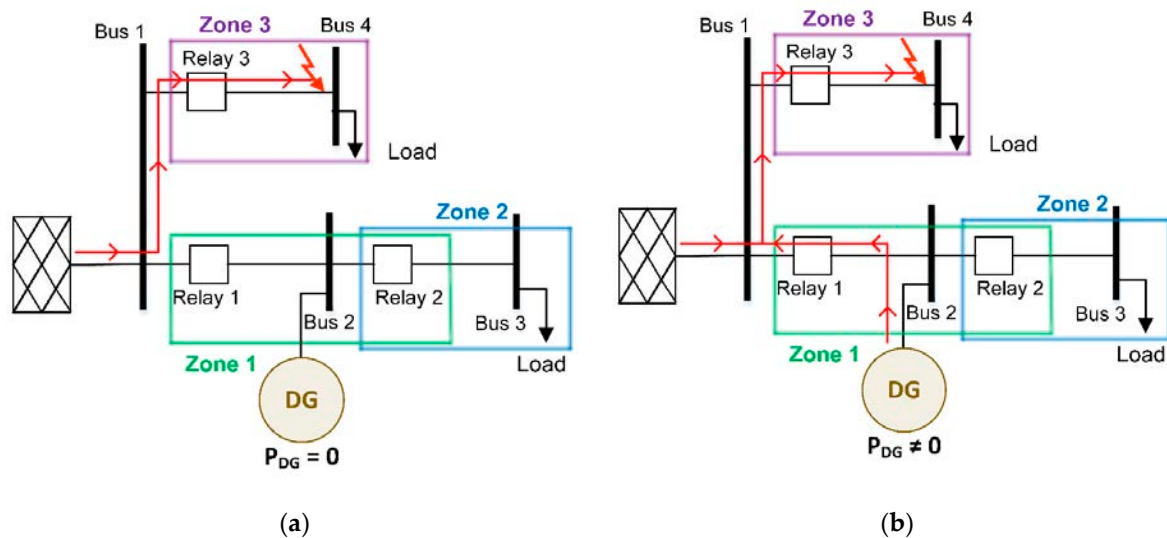 Bus 1
Zone 3
Bus 4
Relay 3
Load
Zone 2
Relay 1
Bus 2
Relay 2
Bus 3
Zone 1
Load
DG
P_DG = 0
(a)
Bus 1
Zone 3
Bus 4
Relay 3
Load
Zone 2
Relay 1
Bus 2
Relay 2
Bus 3
Zone 1
Load
DG
P_DG ≠ 0
(b)